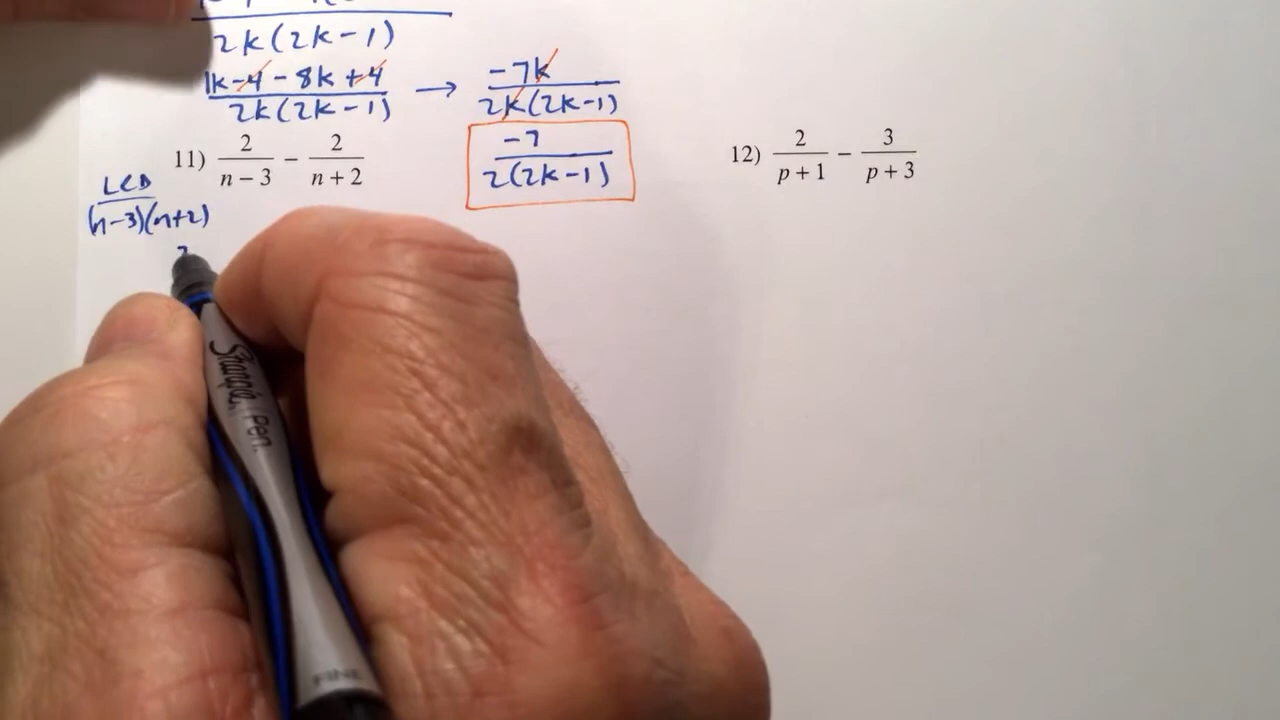 2k(2k-1)
1k-4-8k+4 / 2k(2k-1) → -7k / 2k(2k-1)
-7 / 2(2k-1)
11) 2/(n − 3) − 2/(n + 2)
12) 2/(p + 1) − 3/(p + 3)
LCD
(n-3)(n+2)
Sharpie Pen.
FINE